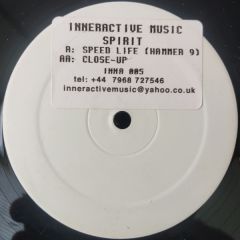 INNERACTIVE MUSIC
SPIRIT
A: SPEED LIFE (HAMMER 9)
AA: CLOSE-UP
INNA 005
tel: +44 7968 727546
inneractivemusic@yahoo.co.uk